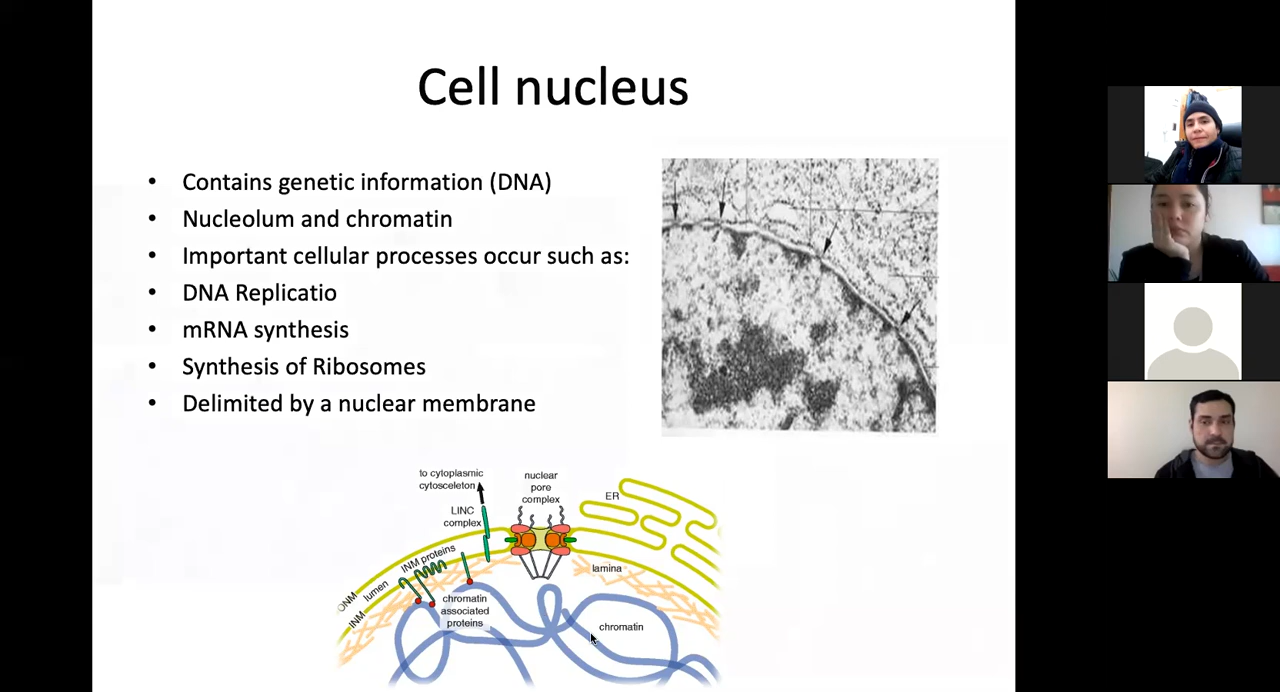 Cell nucleus
• Contains genetic information (DNA)
• Nucleolum and chromatin
• Important cellular processes occur such as:
• DNA Replicatio
• mRNA synthesis
• Synthesis of Ribosomes
• Delimited by a nuclear membrane
to cytoplasmic
cytosceleton
nuclear
pore
complex
ER
LINC
complex
INM proteins
lamina
ONM
lumen
INM
chromatin
associated
proteins
chromatin